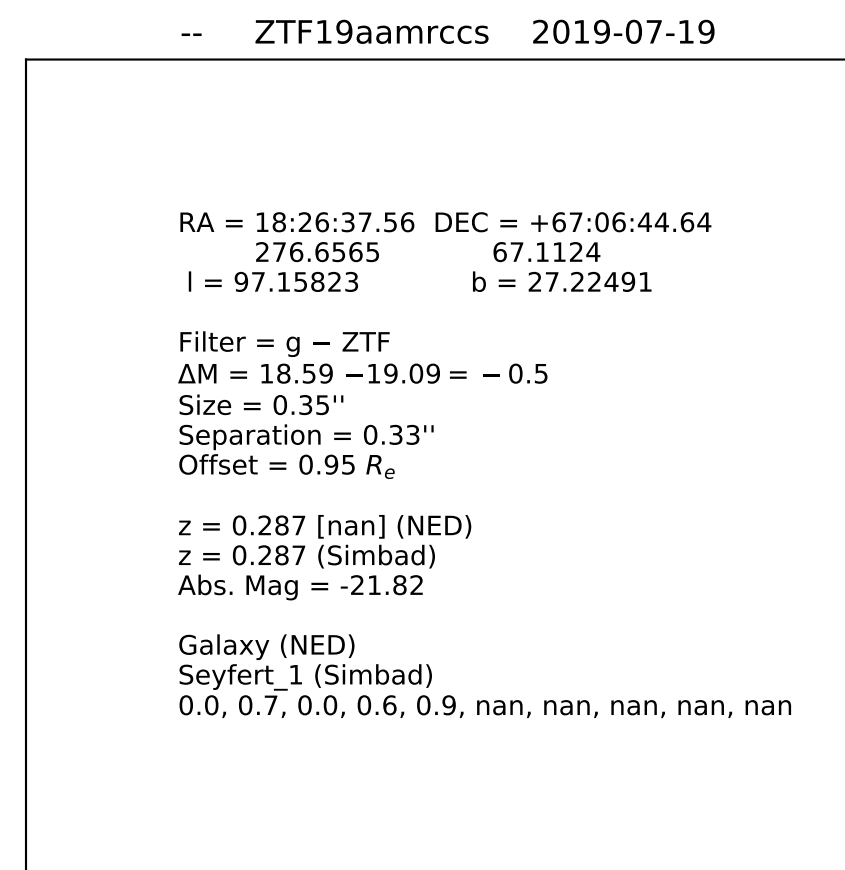 -- ZTF19aamrccs 2019-07-19
RA = 18:26:37.56 DEC = +67:06:44.64
276.6565 67.1124
l = 97.15823 b = 27.22491
Filter = g − ZTF
ΔM = 18.59 −19.09 = − 0.5
Size = 0.35''
Separation = 0.33''
Offset = 0.95 Re
z = 0.287 [nan] (NED)
z = 0.287 (Simbad)
Abs. Mag = -21.82
Galaxy (NED)
Seyfert_1 (Simbad)
0.0, 0.7, 0.0, 0.6, 0.9, nan, nan, nan, nan, nan